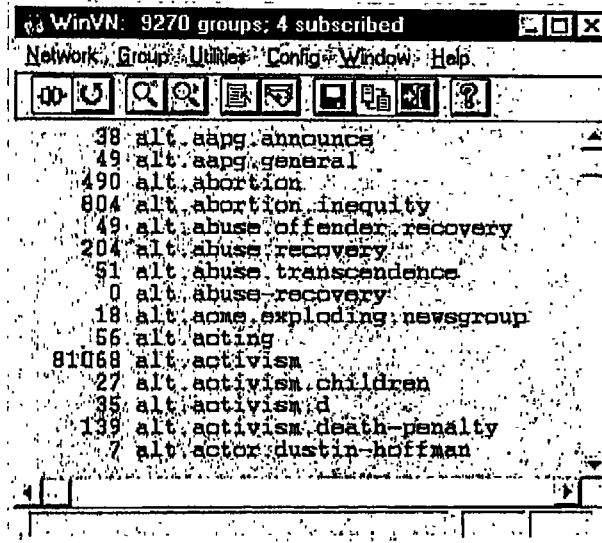 WinVN: 9270 groups; 4 subscribed
Network Group Utilities Config Window Help
38 alt.aapg.announce
49 alt.aapg.general
490 alt.abortion
804 alt.abortion.inequity
49 alt.abuse.offender.recovery
204 alt.abuse.recovery
51 alt.abuse.transcendence
0 alt.abuse-recovery
18 alt.acme.exploding.newsgroup
56 alt.acting
81068 alt.activism
27 alt.activism.children
35 alt.activism.d
139 alt.activism.death-penalty
7 alt.actor.dustin-hoffman